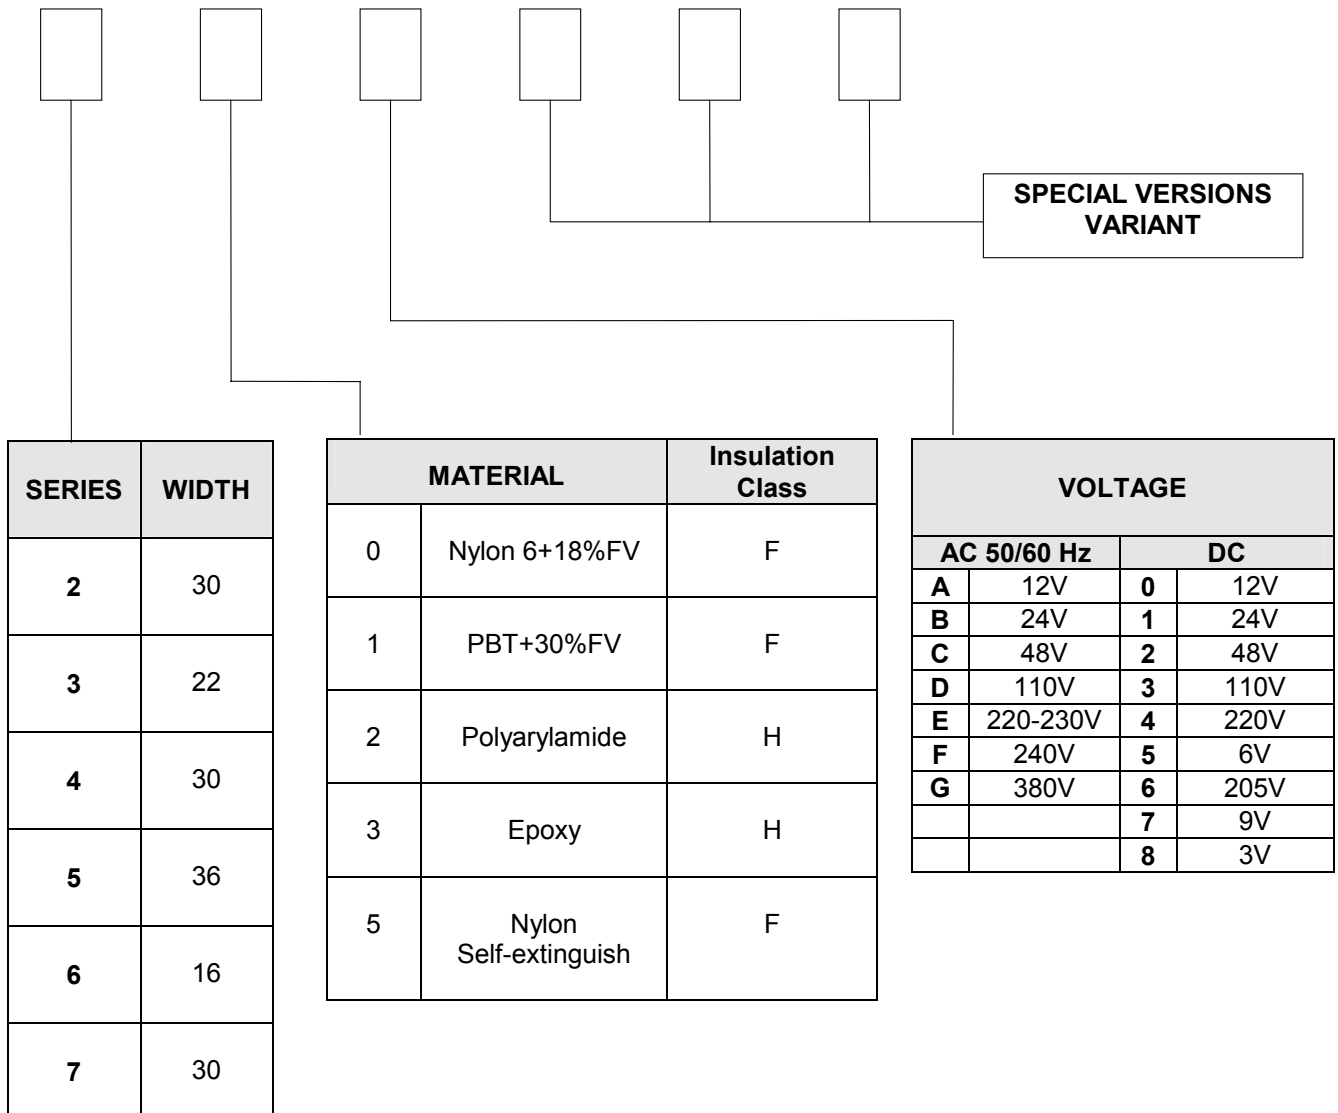 SPECIAL VERSIONS
VARIANT
SERIES WIDTH
2 30
3 22
4 30
5 36
6 16
7 30
MATERIAL Insulation
Class
0 Nylon 6+18%FV F
1 PBT+30%FV F
2 Polyarylamide H
3 Epoxy H
5 Nylon F
Self-extinguish
VOLTAGE
AC 50/60 Hz DC
A 12V 0 12V
B 24V 1 24V
C 48V 2 48V
D 110V 3 110V
E 220-230V 4 220V
F 240V 5 6V
G 380V 6 205V
7 9V
8 3V